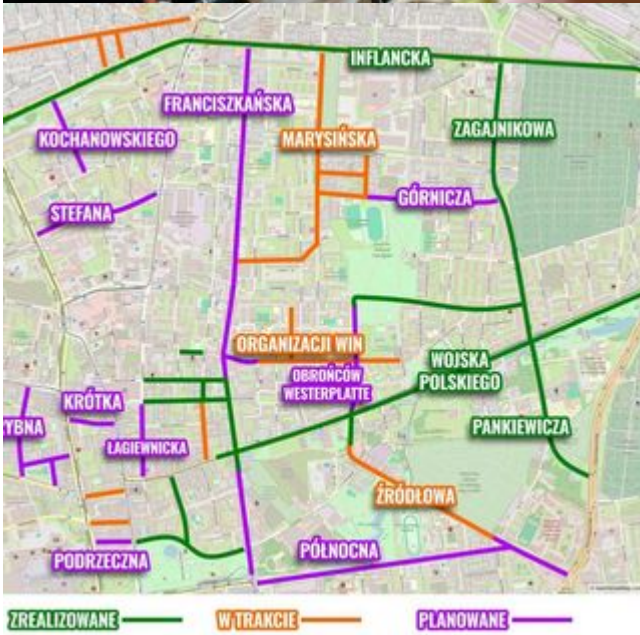 INFLANCKA
FRANCISZKAŃSKA
KOCHANOWSKIEGO
MARYSIŃSKA
ZAGAJNIKOWA
GÓRNICZA
STEFANA
ORGANIZACJI WIN
WOJSKA
POLSKIEGO
OBROŃCÓW
WESTERPLATTE
KRÓTKA
YBNA
ŁAGIEWNICKA
PANKIEWICZA
ŹRÓDŁOWA
PÓŁNOCNA
PODRZECZNA
ZREALIZOWANE
W TRAKCIE
PLANOWANE